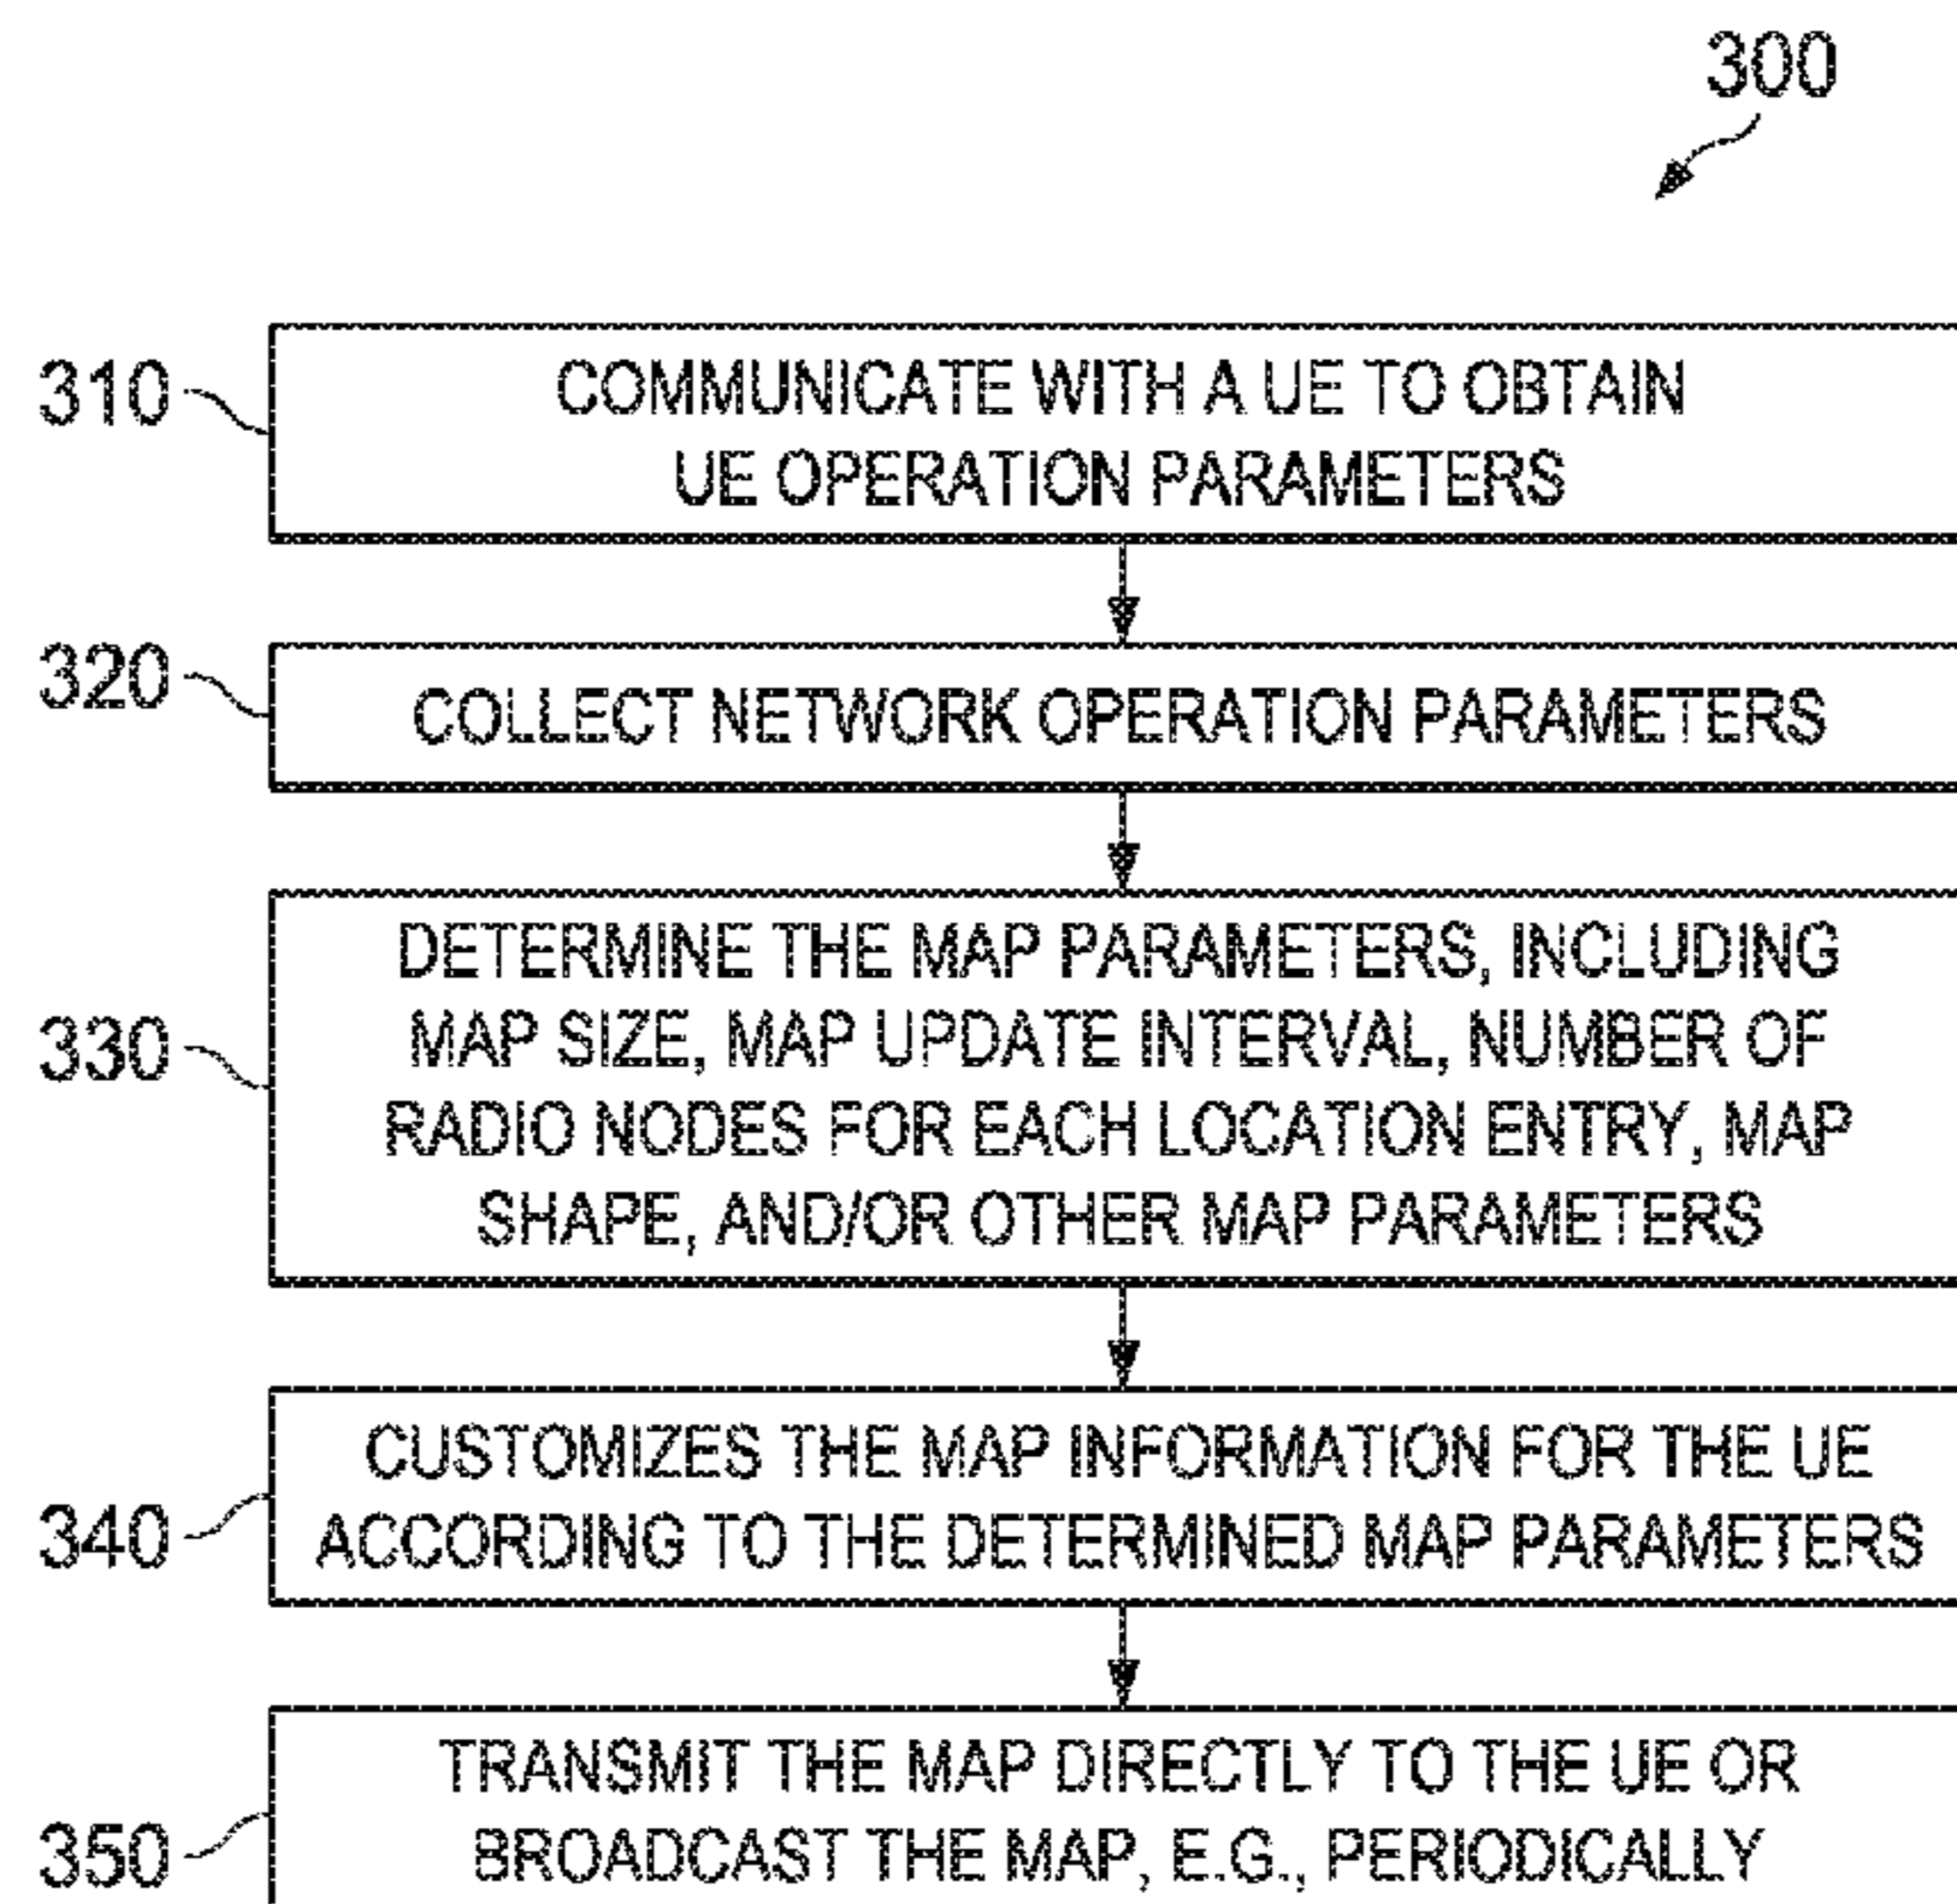 300
310
COMMUNICATE WITH A UE TO OBTAIN
UE OPERATION PARAMETERS
320
COLLECT NETWORK OPERATION PARAMETERS
330
DETERMINE THE MAP PARAMETERS, INCLUDING
MAP SIZE, MAP UPDATE INTERVAL, NUMBER OF
RADIO NODES FOR EACH LOCATION ENTRY, MAP
SHAPE, AND/OR OTHER MAP PARAMETERS
340
CUSTOMIZES THE MAP INFORMATION FOR THE UE
ACCORDING TO THE DETERMINED MAP PARAMETERS
350
TRANSMIT THE MAP DIRECTLY TO THE UE OR
BROADCAST THE MAP, E.G., PERIODICALLY